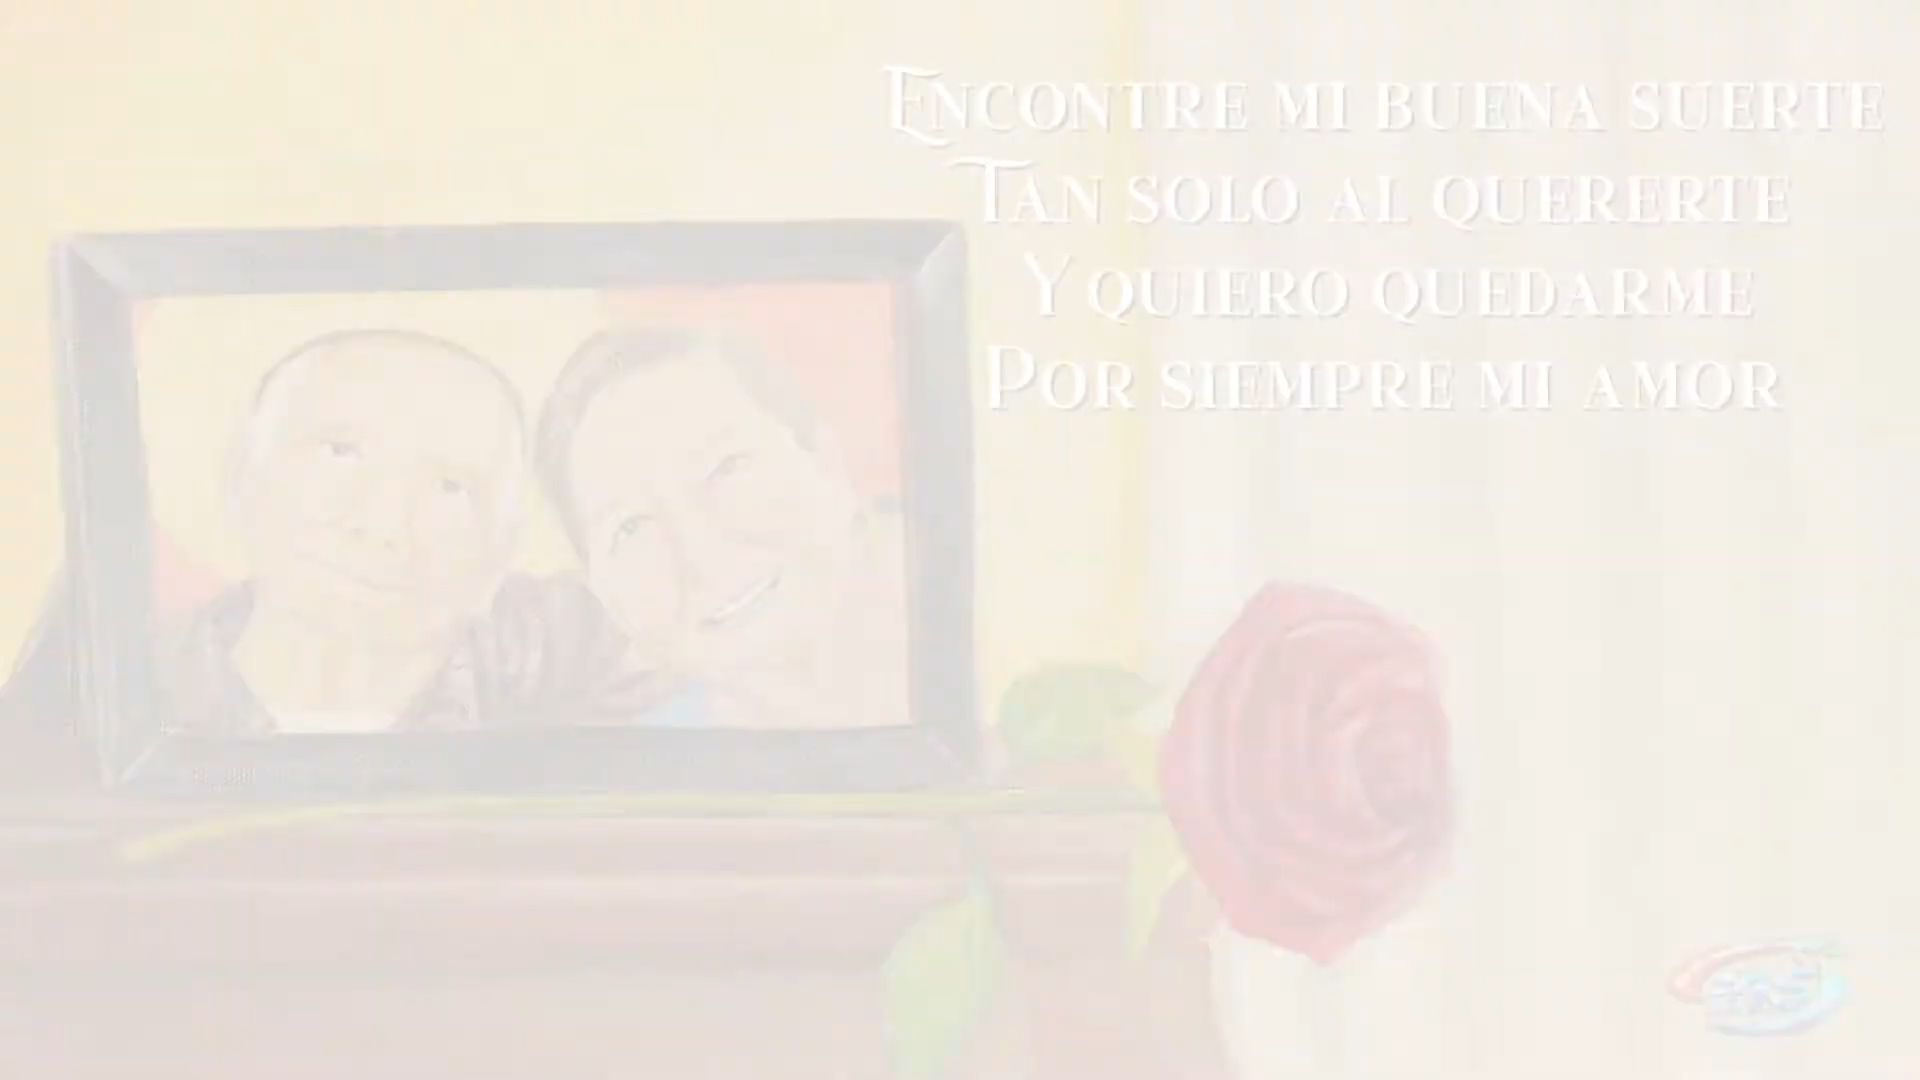 Encontre mi buena suerte
Tan solo al quererte
Y quiero quedarme
Por siempre mi amor